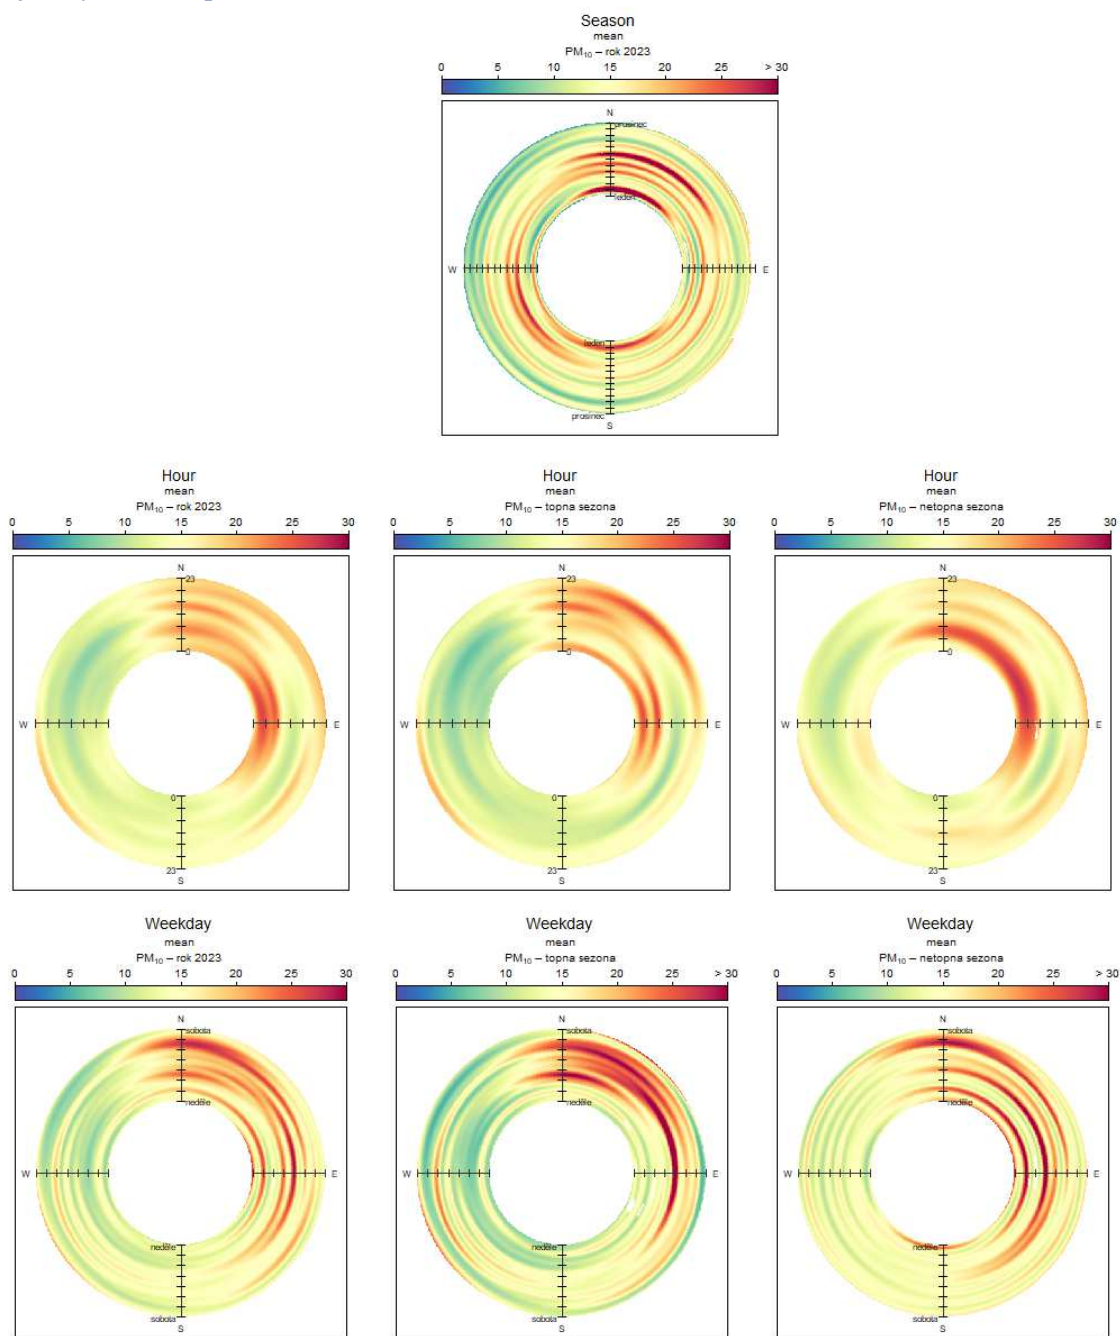 Season
mean
PM₁₀ – rok 2023
0 5 10 15 20 25 > 30
N
prosinec
leden
W E
leden
prosinec
S
Hour
mean
PM₁₀ – rok 2023
0 5 10 15 20 25 30
N
23
0
W E
0
23
S
Hour
mean
PM₁₀ – topna sezona
0 5 10 15 20 25 30
N
23
0
W E
0
23
S
Hour
mean
PM₁₀ – netopna sezona
0 5 10 15 20 25 30
N
23
0
W E
0
23
S
Weekday
mean
PM₁₀ – rok 2023
0 5 10 15 20 25 30
N
sobota
neděle
W E
neděle
sobota
S
Weekday
mean
PM₁₀ – topna sezona
0 5 10 15 20 25 > 30
N
sobota
neděle
W E
neděle
sobota
S
Weekday
mean
PM₁₀ – netopna sezona
0 5 10 15 20 25 > 30
N
sobota
neděle
W E
neděle
sobota
S